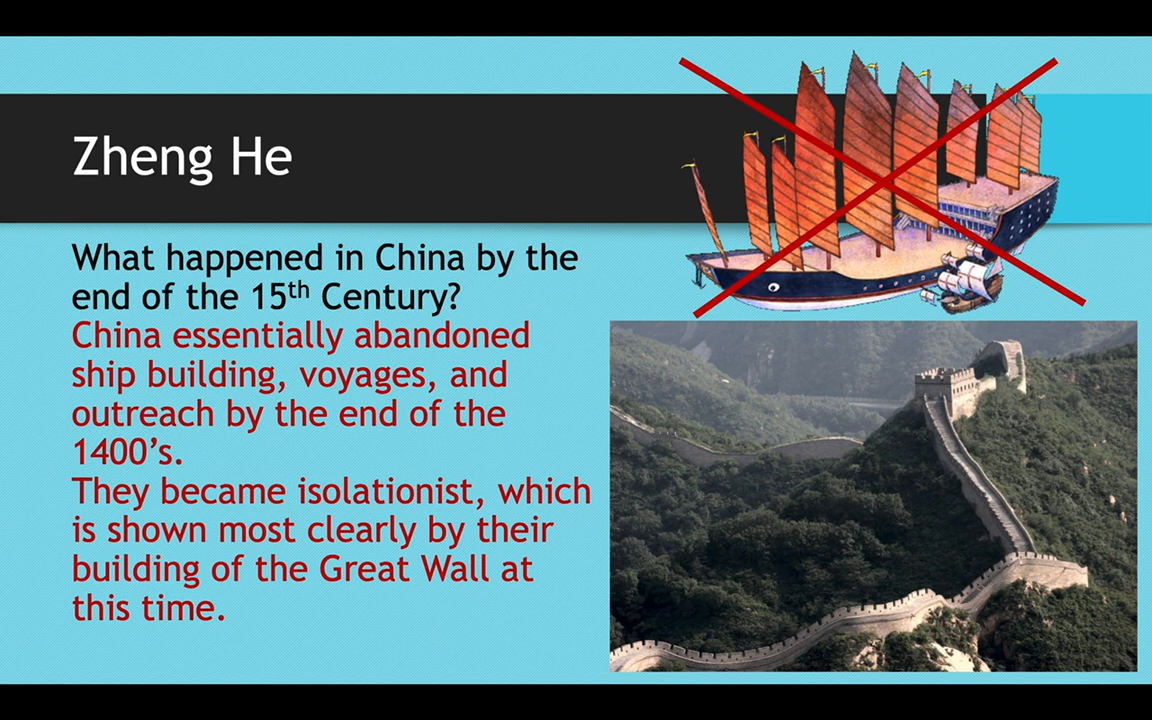 Zheng He
What happened in China by the
end of the 15th Century?
China essentially abandoned
ship building, voyages, and
outreach by the end of the
1400’s.
They became isolationist, which
is shown most clearly by their
building of the Great Wall at
this time.